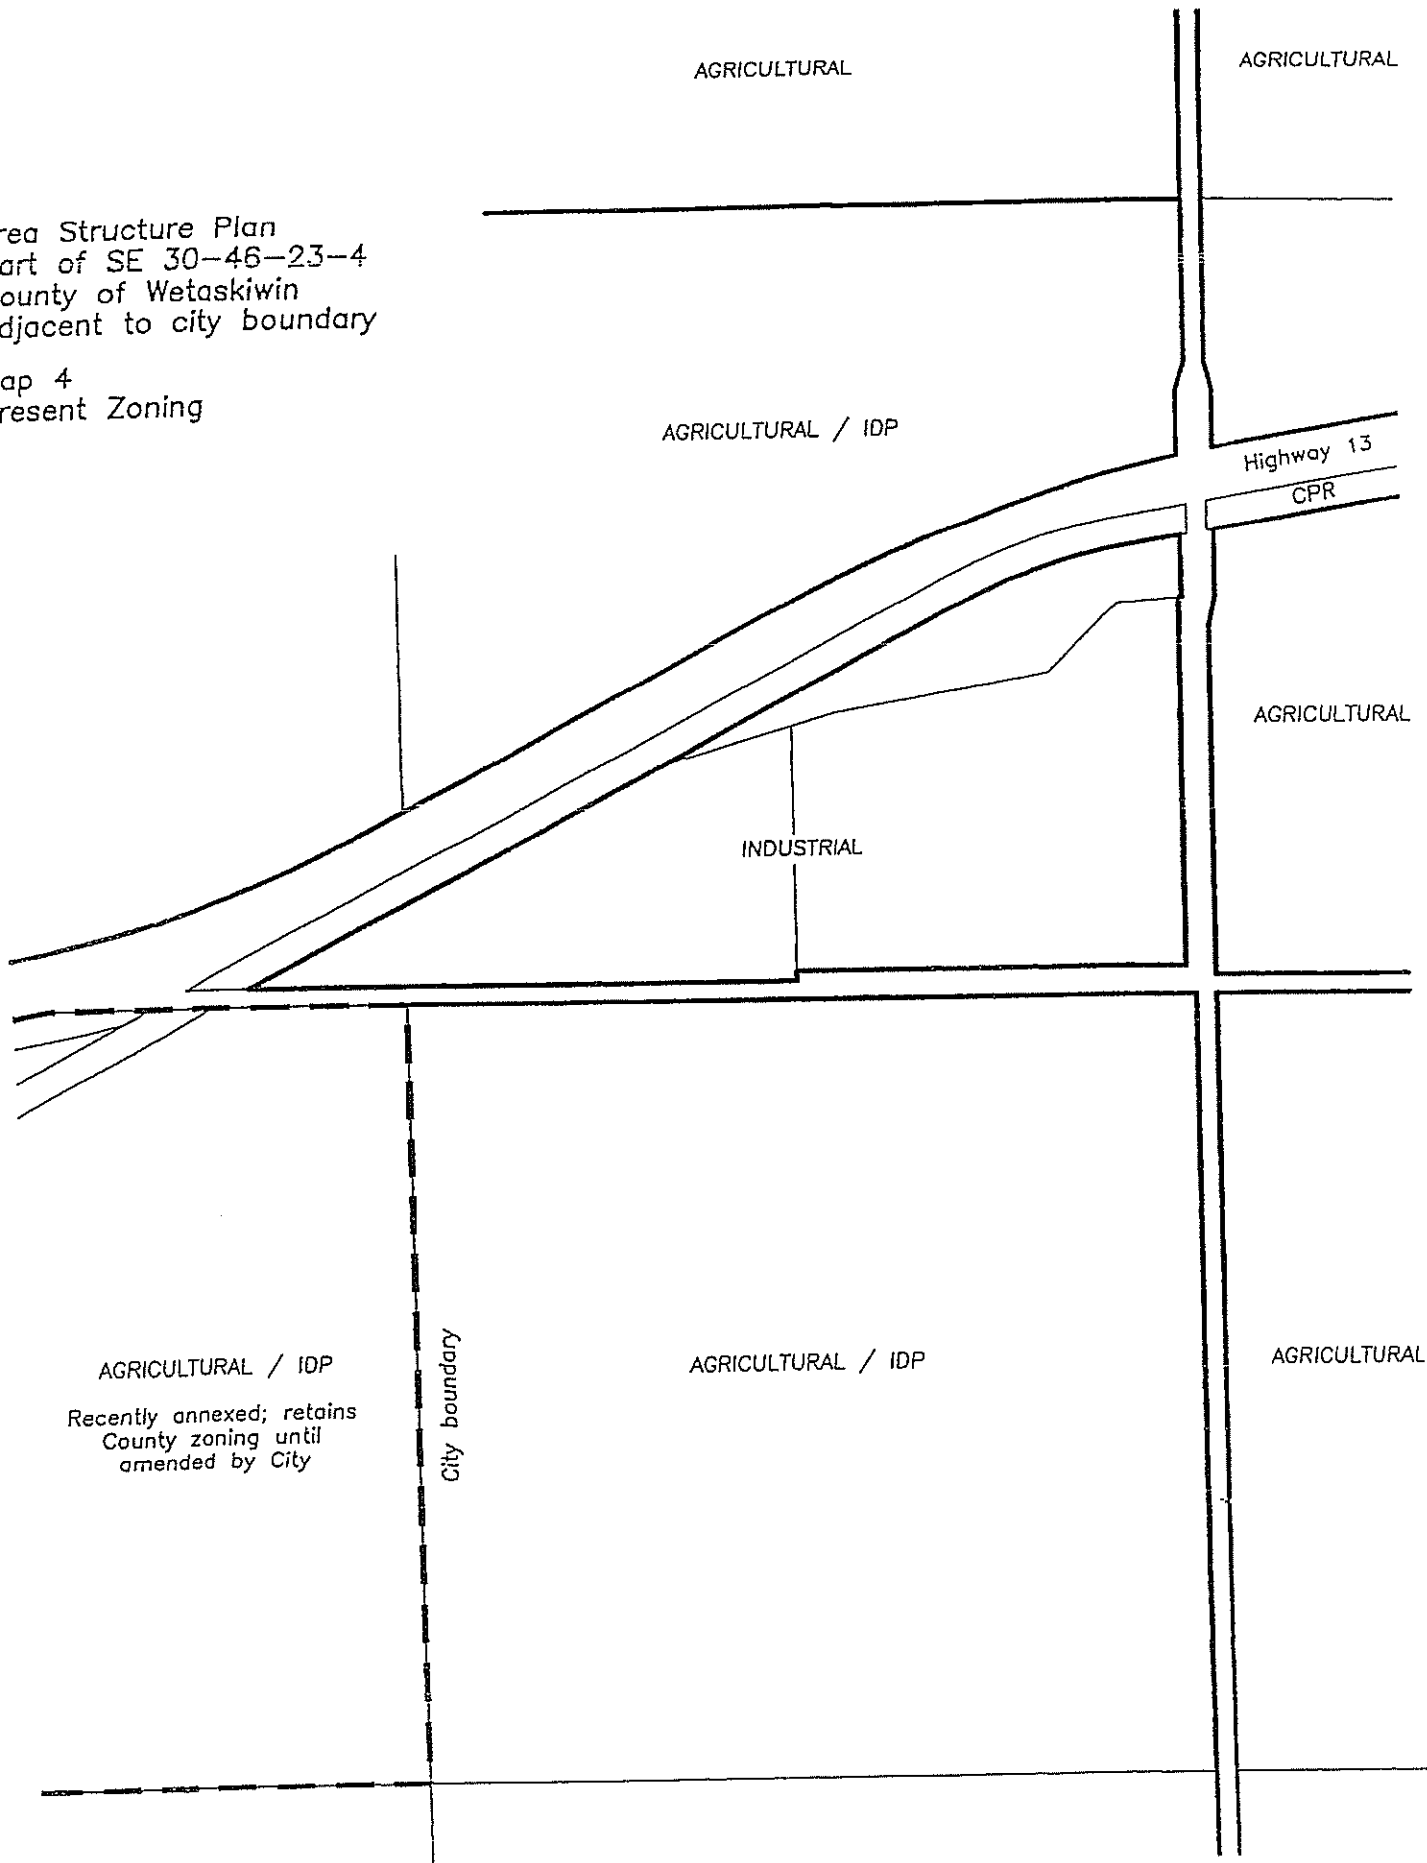 AGRICULTURAL
AGRICULTURAL
rea Structure Plan
art of SE 30-46-23-4
ounty of Wetaskiwin
djacent to city boundary
ap 4
resent Zoning
AGRICULTURAL / IDP
Highway 13
CPR
AGRICULTURAL
INDUSTRIAL
AGRICULTURAL / IDP
Recently annexed; retains
County zoning until
amended by City
City boundary
AGRICULTURAL / IDP
AGRICULTURAL